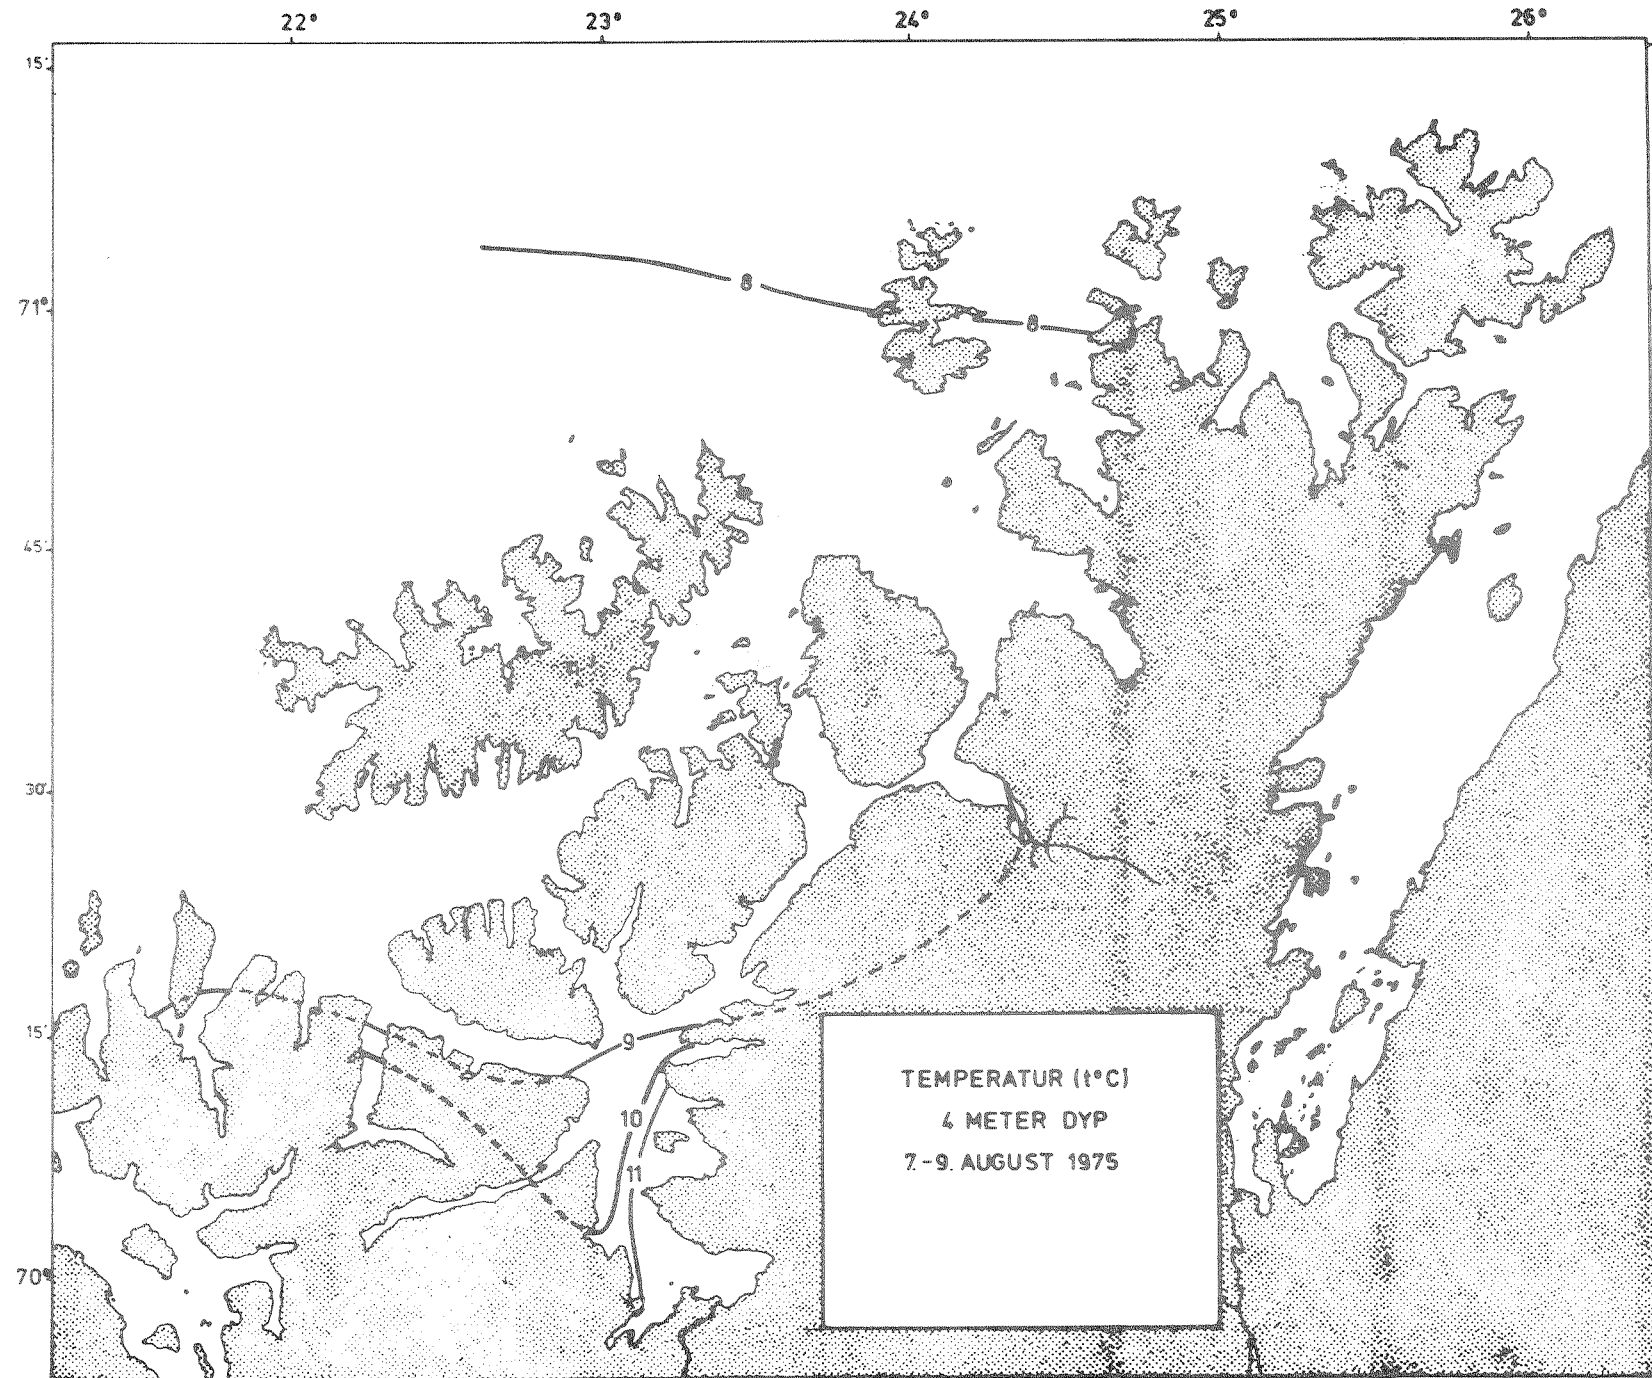 22° 23° 24° 25° 26°
15'
8
71°
8
45'
30'
15'
9
TEMPERATUR (t°C)
10
4 METER DYP
7.-9. AUGUST 1975
11
70°